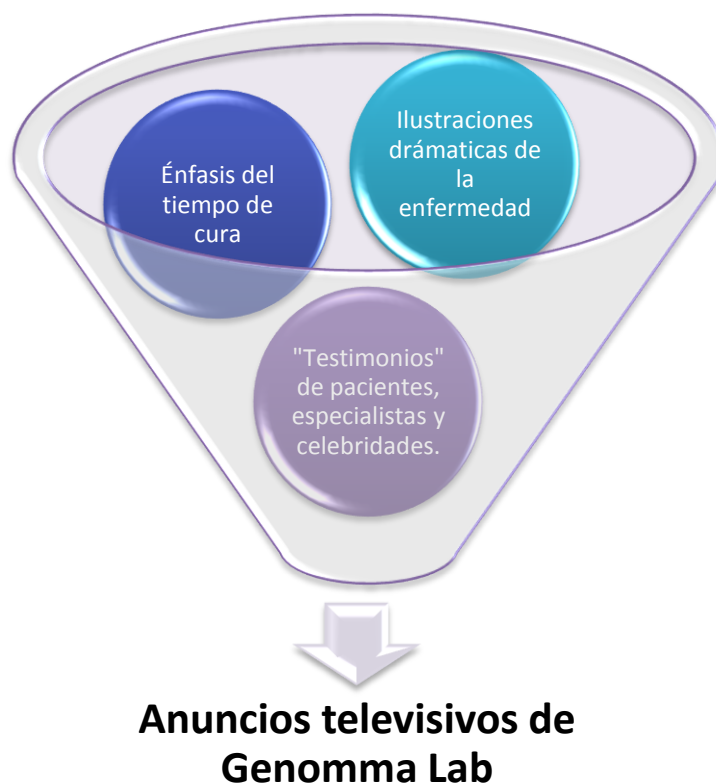 Énfasis del
tiempo de
cura
Ilustraciones
drámaticas de
la
enfermedad
"Testimonios"
de pacientes,
especialistas y
celebridades.
Anuncios televisivos de
Genomma Lab